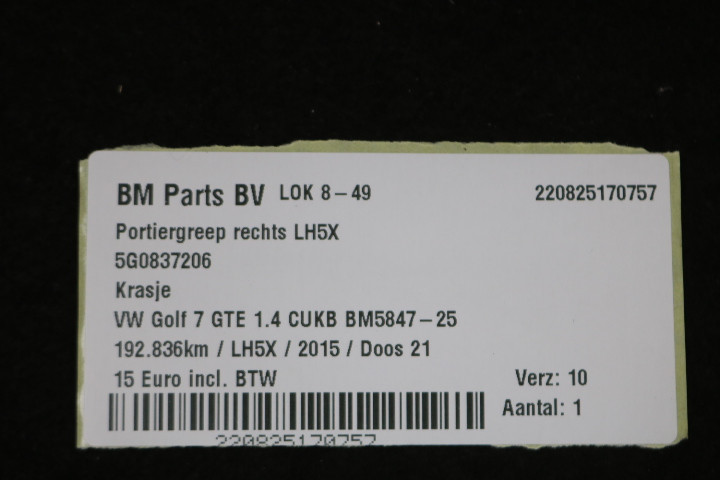 BM Parts BV LOK 8-49 220825170757
Portiergreep rechts LH5X
5G0837206
Krasje
VW Golf 7 GTE 1.4 CUKB BM5847-25
192.836km / LH5X / 2015 / Doos 21
15 Euro incl. BTW Verz: 10
Aantal: 1
220825170757